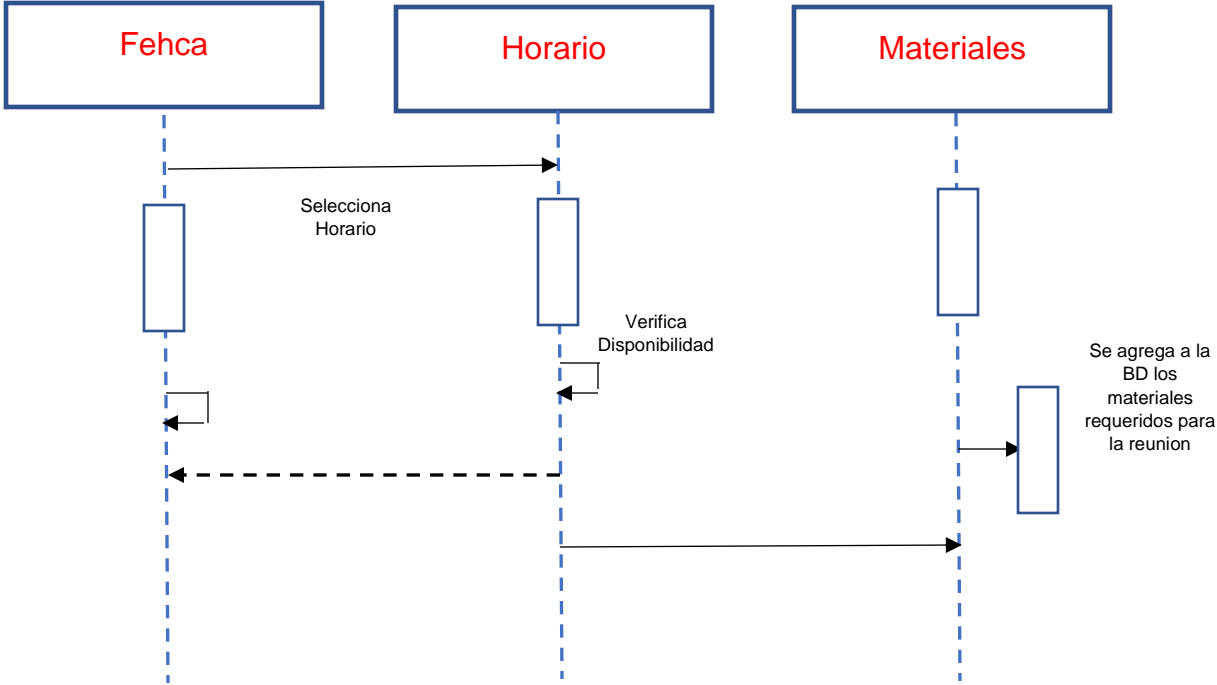 Fehca
Horario
Materiales
Selecciona
Horario
Verifica
Disponibilidad
Se agrega a la
BD los
materiales
requeridos para
la reunion